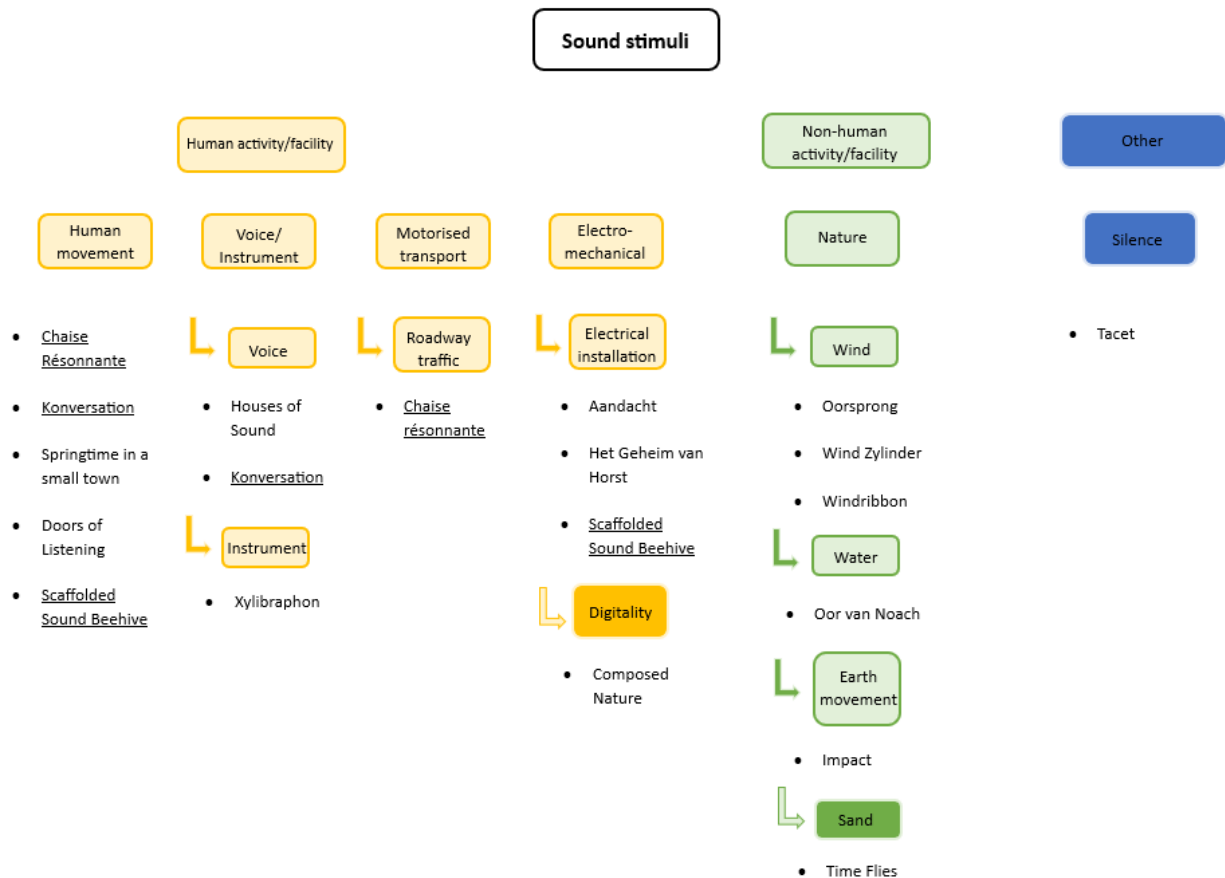 Sound stimuli
Human activity/facility
Non-human
activity/facility
Other
Human
movement
Voice/
Instrument
Motorised
transport
Electro-
mechanical
Nature
Silence
• Chaise
Résonnante
• Konversation
• Springtime in a
small town
• Doors of
Listening
• Scaffolded
Sound Beehive
Voice
• Houses of
Sound
• Konversation
Instrument
• Xylibraphon
Roadway
traffic
• Chaise
résonnante
Electrical
installation
• Aandacht
• Het Geheim van
Horst
• Scaffolded
Sound Beehive
Digitality
• Composed
Nature
Wind
• Oorsprong
• Wind Zylinder
• Windribbon
Water
• Oor van Noach
Earth
movement
• Impact
Sand
• Time Flies
• Tacet